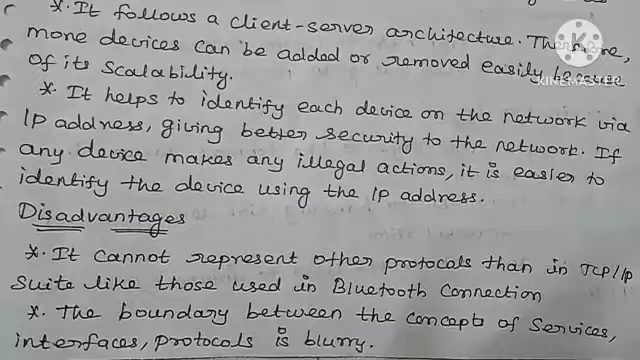 *. It follows a client-server architecture. Therefore,
more devices can be added or removed easily because
of its scalability.
*. It helps to identify each device on the network via
IP address, giving better security to the network. If
any device makes any illegal actions, it is easier to
identify the device using the IP address.
Disadvantages
*. It cannot represent other protocals than in TCP/IP
Suite like those used in Bluetooth Connection
*. The boundary between the concepts of Services,
interfaces, protocals is blurry.
KINEMASTER